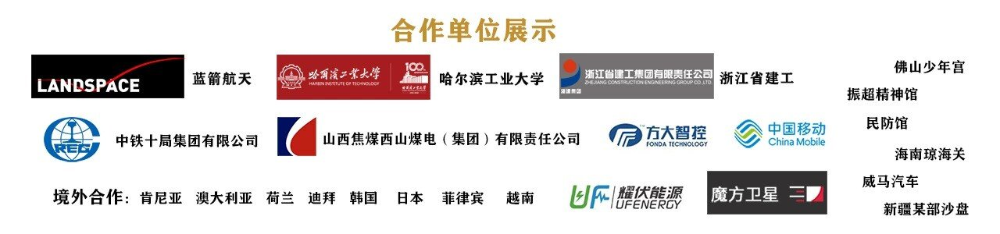 合作单位展示
LANDSPACE
蓝箭航天
哈尔滨工业大学
HARBIN INSTITUTE OF TECHNOLOGY
100
哈尔滨工业大学
浙江省建工集团有限责任公司
ZHEJIANG CONSTRUCTION ENGINEERING GROUP CO.,LTD.
浙建集团
浙江省建工
佛山少年宫
振超精神馆
CREC
中铁十局集团有限公司
山西焦煤西山煤电（集团）有限责任公司
方大智控
FONDA TECHNOLOGY
中国移动
China Mobile
民防馆
海南琼海关
威马汽车
境外合作：肯尼亚 澳大利亚 荷兰 迪拜 韩国 日本 菲律宾 越南
UF 耀伏能源
UFENERGY
魔方卫星
新疆某部沙盘